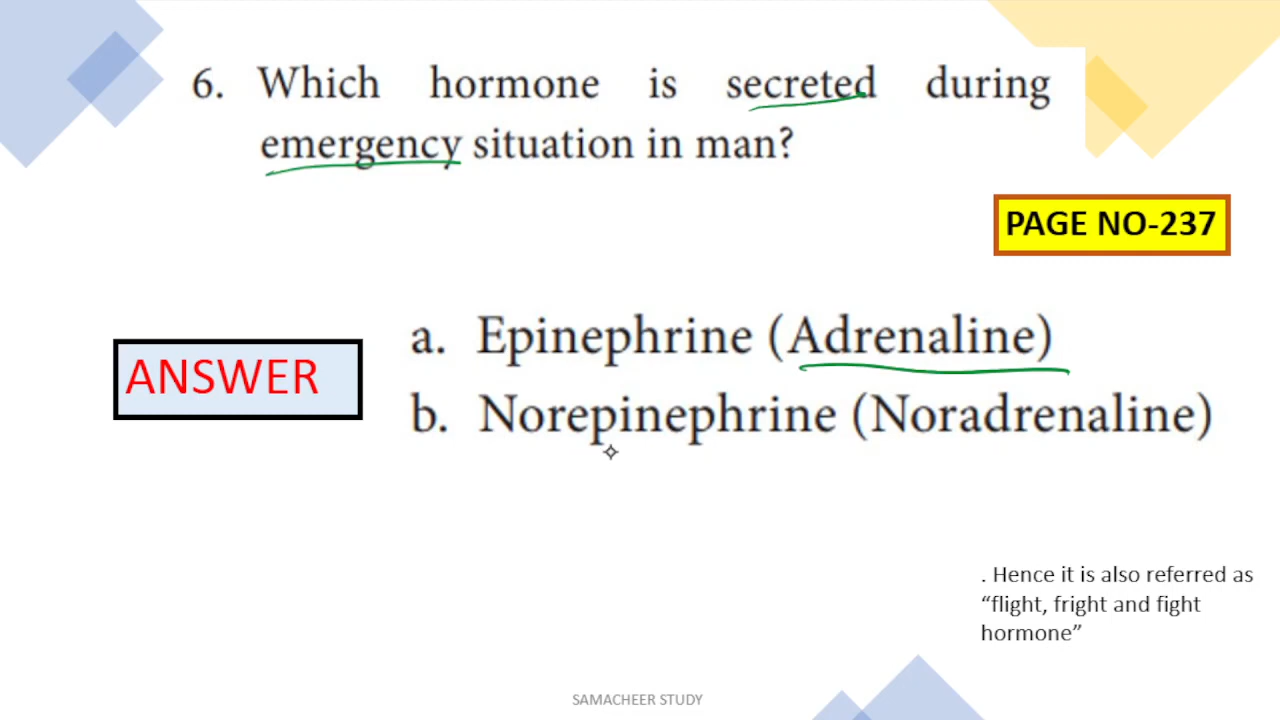 6. Which hormone is secreted during
emergency situation in man?
PAGE NO-237
ANSWER
a. Epinephrine (Adrenaline)
b. Norepinephrine (Noradrenaline)
. Hence it is also referred as
“flight, fright and fight
hormone”
SAMACHEER STUDY